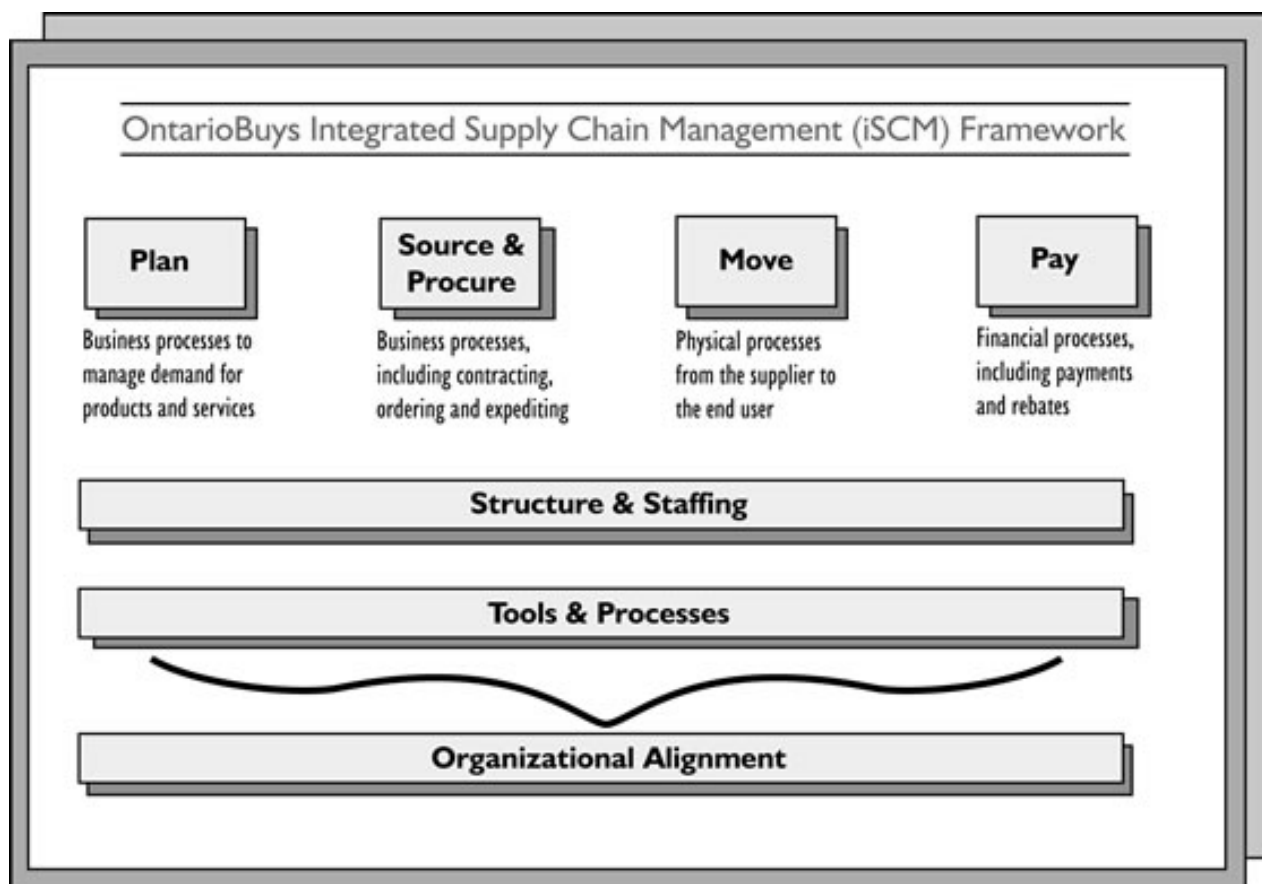 OntarioBuys Integrated Supply Chain Management (iSCM) Framework
Plan
Business processes to
manage demand for
products and services
Source &
Procure
Business processes,
including contracting,
ordering and expediting
Move
Physical processes
from the supplier to
the end user
Pay
Financial processes,
including payments
and rebates
Structure & Staffing
Tools & Processes
Organizational Alignment